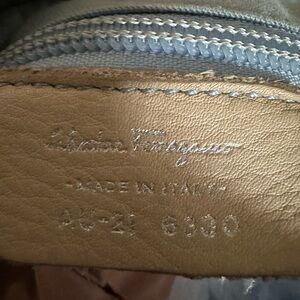 Salvatore Ferragamo
-MADE IN ITALY-
AU-21 6300